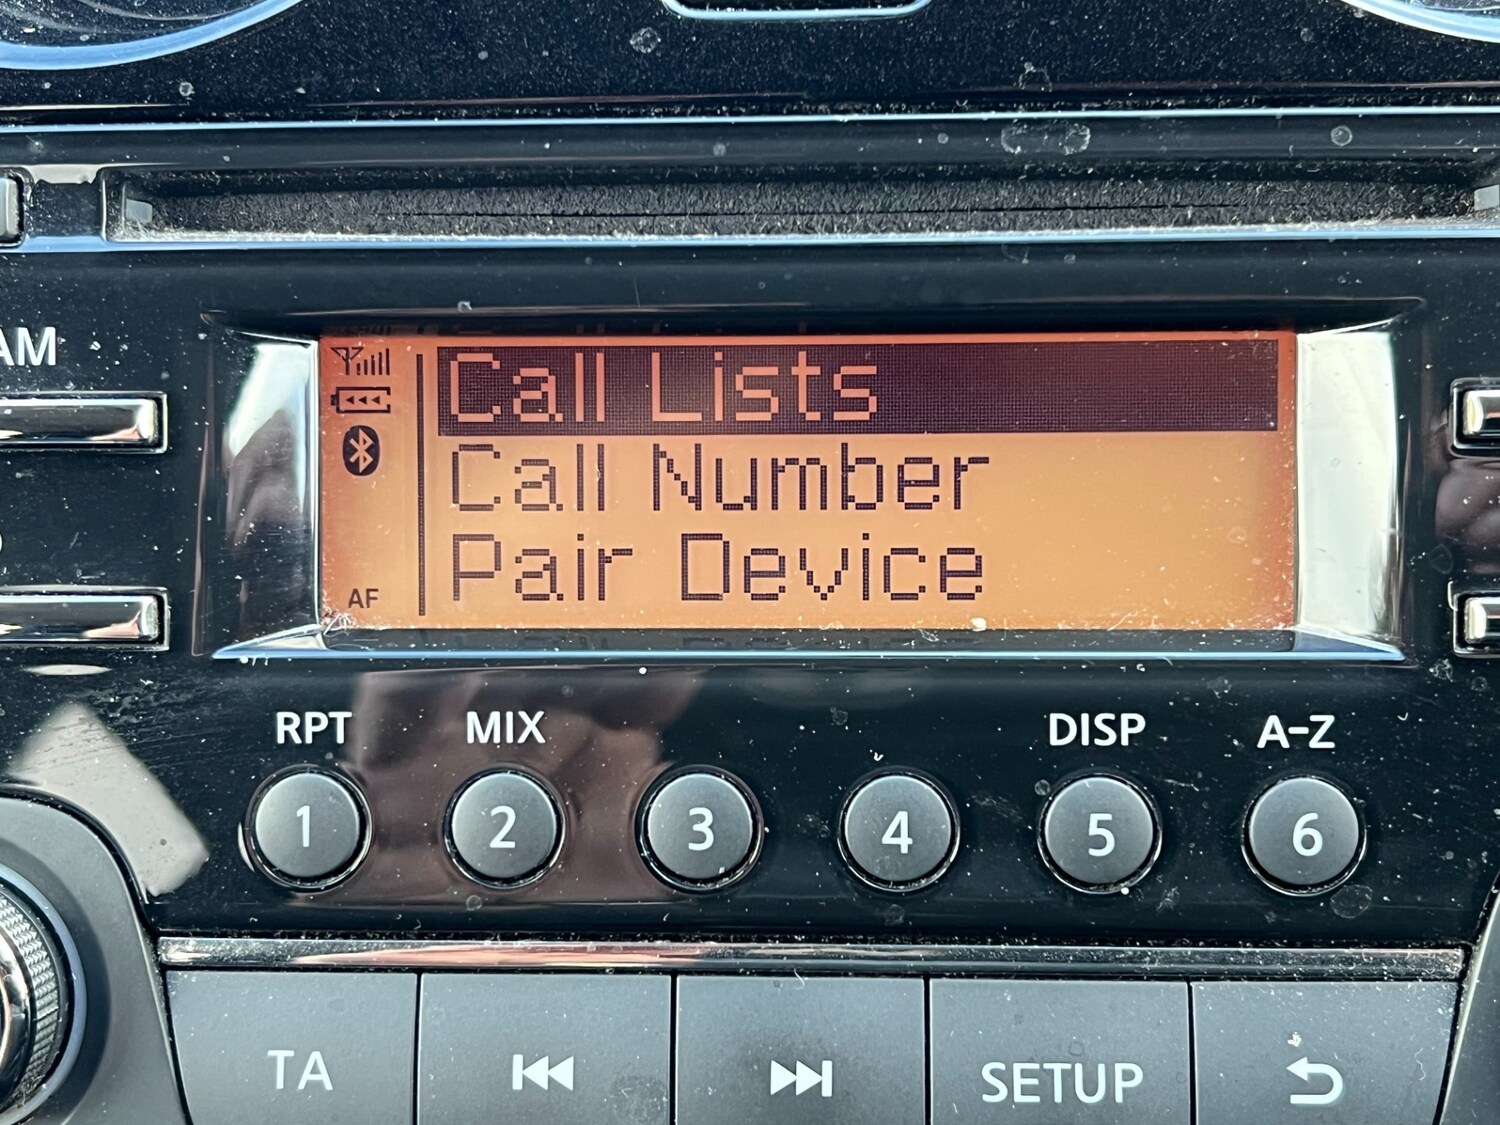 AM
Call Lists
Call Number
Pair Device
AF
RPT MIX DISP A-Z
1 2 3 4 5 6
TA SETUP